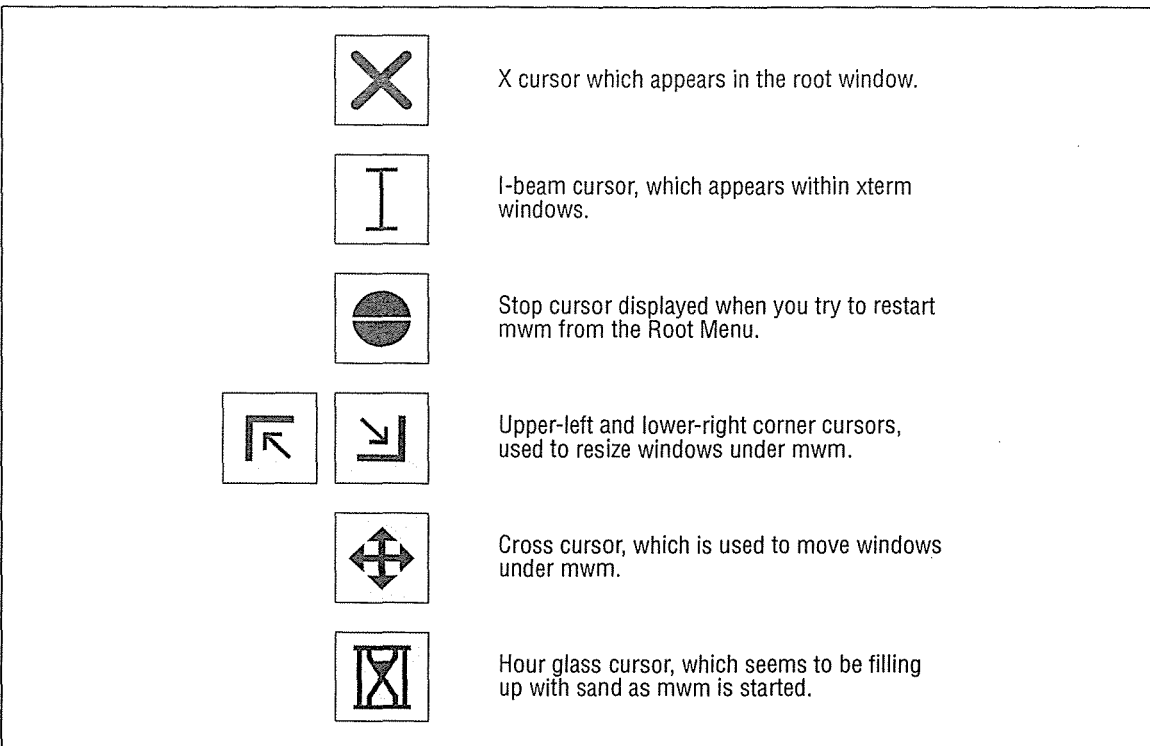 X cursor which appears in the root window.
I-beam cursor, which appears within xterm
windows.
Stop cursor displayed when you try to restart
mwm from the Root Menu.
Upper-left and lower-right corner cursors,
used to resize windows under mwm.
Cross cursor, which is used to move windows
under mwm.
Hour glass cursor, which seems to be filling
up with sand as mwm is started.